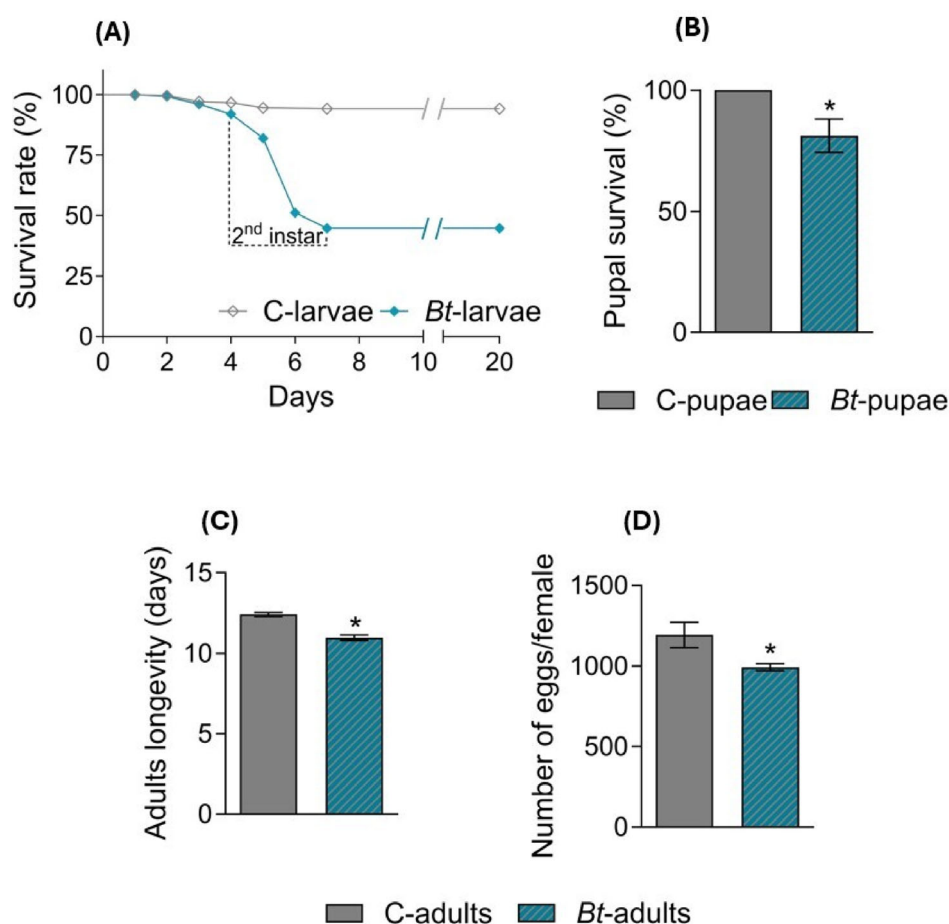 (A)
Survival rate (%)
100
75
50
25
0
2nd instar
C-larvae Bt-larvae
0 2 4 6 8 10 20
Days
(B)
Pupal survival (%)
100
50
0
*
C-pupae Bt-pupae
(C)
Adults longevity (days)
15
10
5
0
*
(D)
Number of eggs/female
1500
1000
500
0
*
C-adults Bt-adults